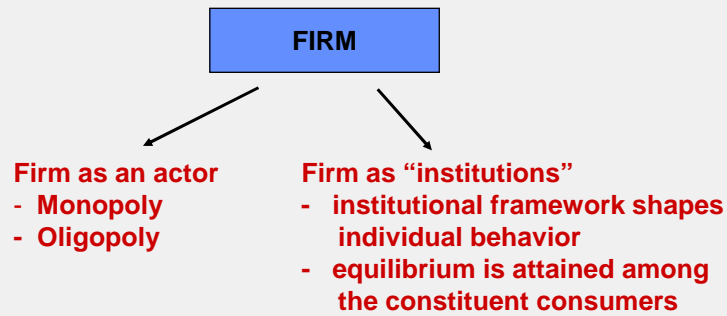 FIRM
Firm as an actor
- Monopoly
- Oligopoly
Firm as “institutions”
- institutional framework shapes
individual behavior
- equilibrium is attained among
the constituent consumers